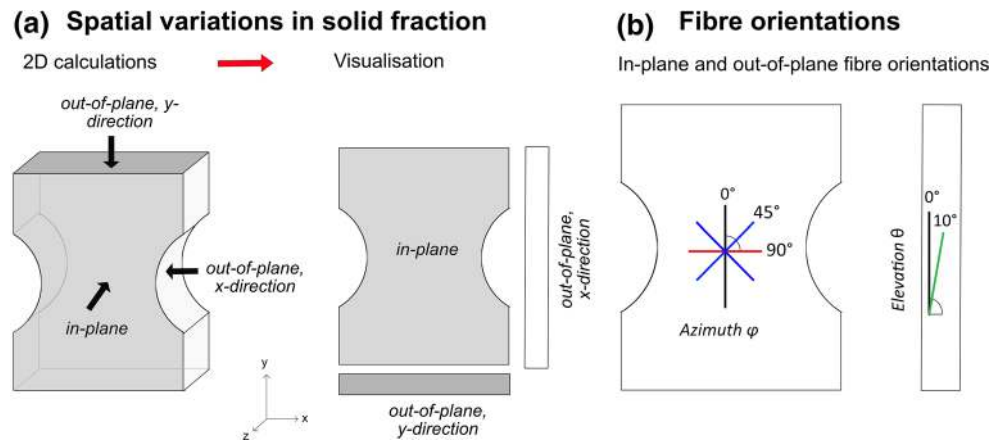 (a) Spatial variations in solid fraction
2D calculations
Visualisation
out-of-plane, y-
direction
out-of-plane,
x-direction
in-plane
y
x
z
in-plane
out-of-plane,
x-direction
out-of-plane,
y-direction
(b) Fibre orientations
In-plane and out-of-plane fibre orientations
0°
45°
90°
Azimuth φ
0°
10°
Elevation θ